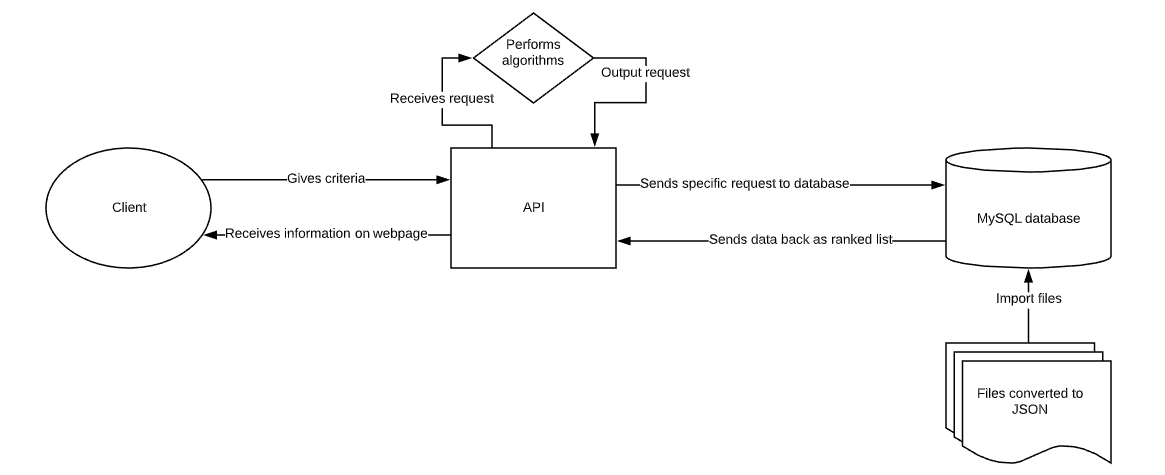 Performs
algorithms
Output request
Receives request
Gives criteria
Sends specific request to database
Client
API
MySQL database
Receives information on webpage
Sends data back as ranked list
Import files
Files converted to
JSON